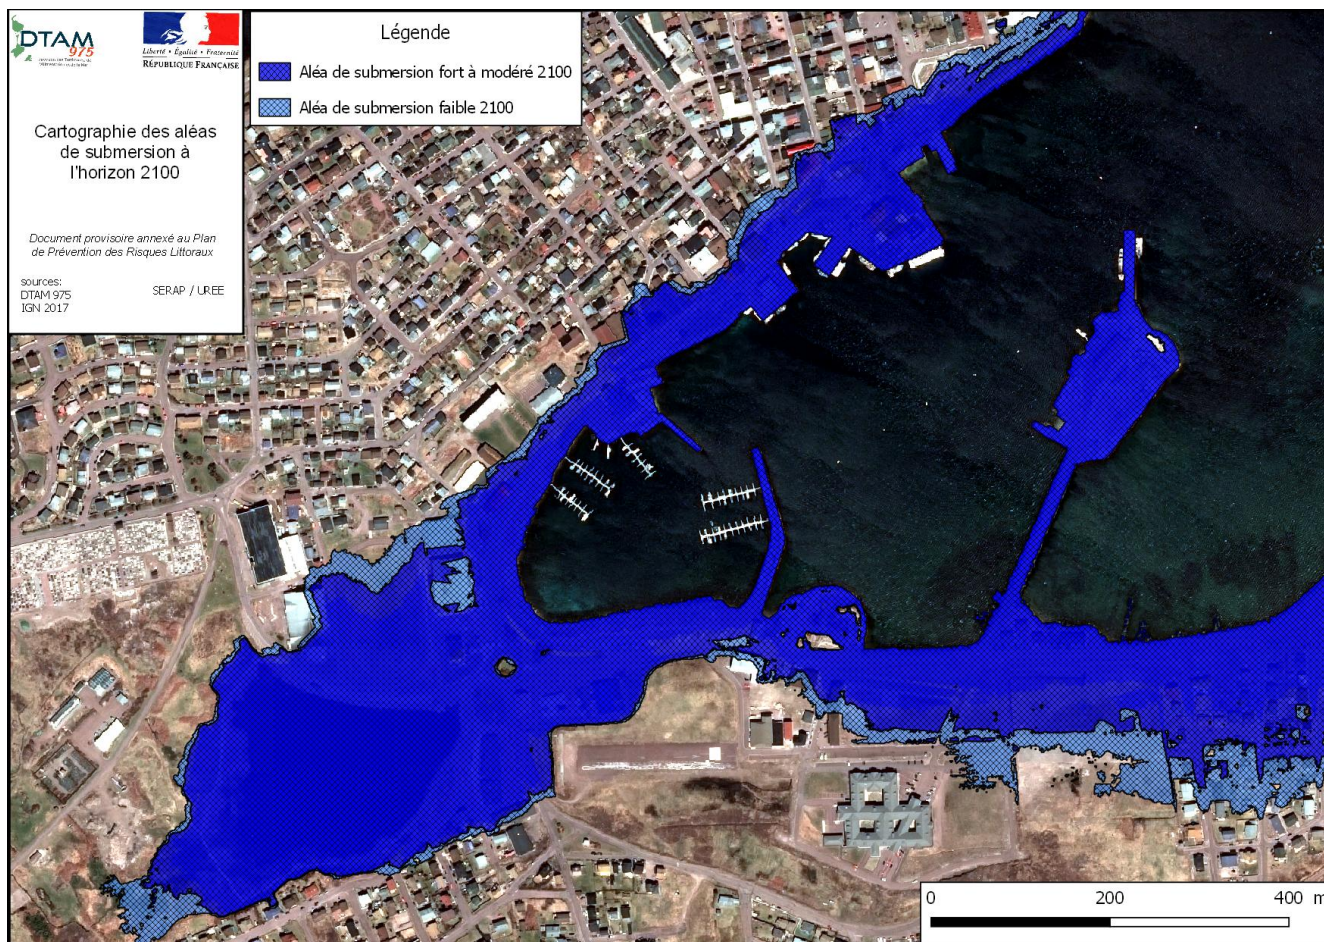 DTAM
975
Liberté • Égalité • Fraternité
RÉPUBLIQUE FRANÇAISE
Cartographie des aléas
de submersion à
l'horizon 2100
Document provisoire annexé au Plan
de Prévention des Risques Littoraux
sources:
DTAM 975
SERAP / UREE
IGN 2017
Légende
Aléa de submersion fort à modéré 2100
Aléa de submersion faible 2100
0 200 400 m